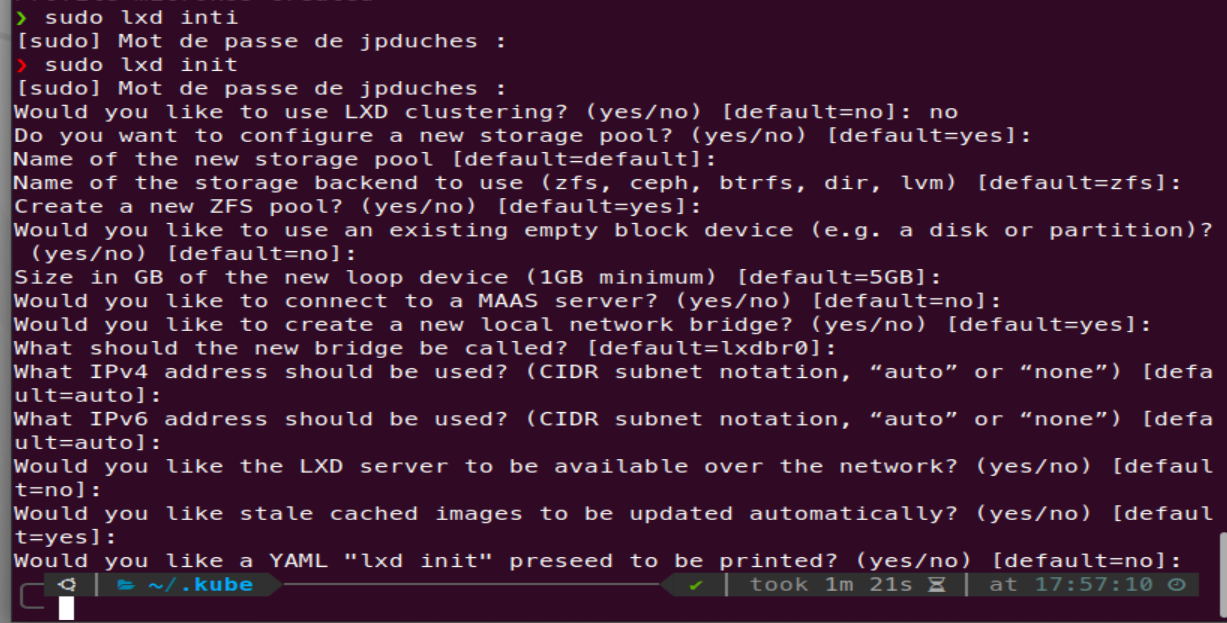 ❯ sudo lxd inti
[sudo] Mot de passe de jpduches :
❯ sudo lxd init
[sudo] Mot de passe de jpduches :
Would you like to use LXD clustering? (yes/no) [default=no]: no
Do you want to configure a new storage pool? (yes/no) [default=yes]:
Name of the new storage pool [default=default]:
Name of the storage backend to use (zfs, ceph, btrfs, dir, lvm) [default=zfs]:
Create a new ZFS pool? (yes/no) [default=yes]:
Would you like to use an existing empty block device (e.g. a disk or partition)?
 (yes/no) [default=no]:
Size in GB of the new loop device (1GB minimum) [default=5GB]:
Would you like to connect to a MAAS server? (yes/no) [default=no]:
Would you like to create a new local network bridge? (yes/no) [default=yes]:
What should the new bridge be called? [default=lxdbr0]:
What IPv4 address should be used? (CIDR subnet notation, “auto” or “none”) [defa
ult=auto]:
What IPv6 address should be used? (CIDR subnet notation, “auto” or “none”) [defa
ult=auto]:
Would you like the LXD server to be available over the network? (yes/no) [defaul
t=no]:
Would you like stale cached images to be updated automatically? (yes/no) [defaul
t=yes]:
Would you like a YAML "lxd init" preseed to be printed? (yes/no) [default=no]:
~/.kube ✔ took 1m 21s at 17:57:10